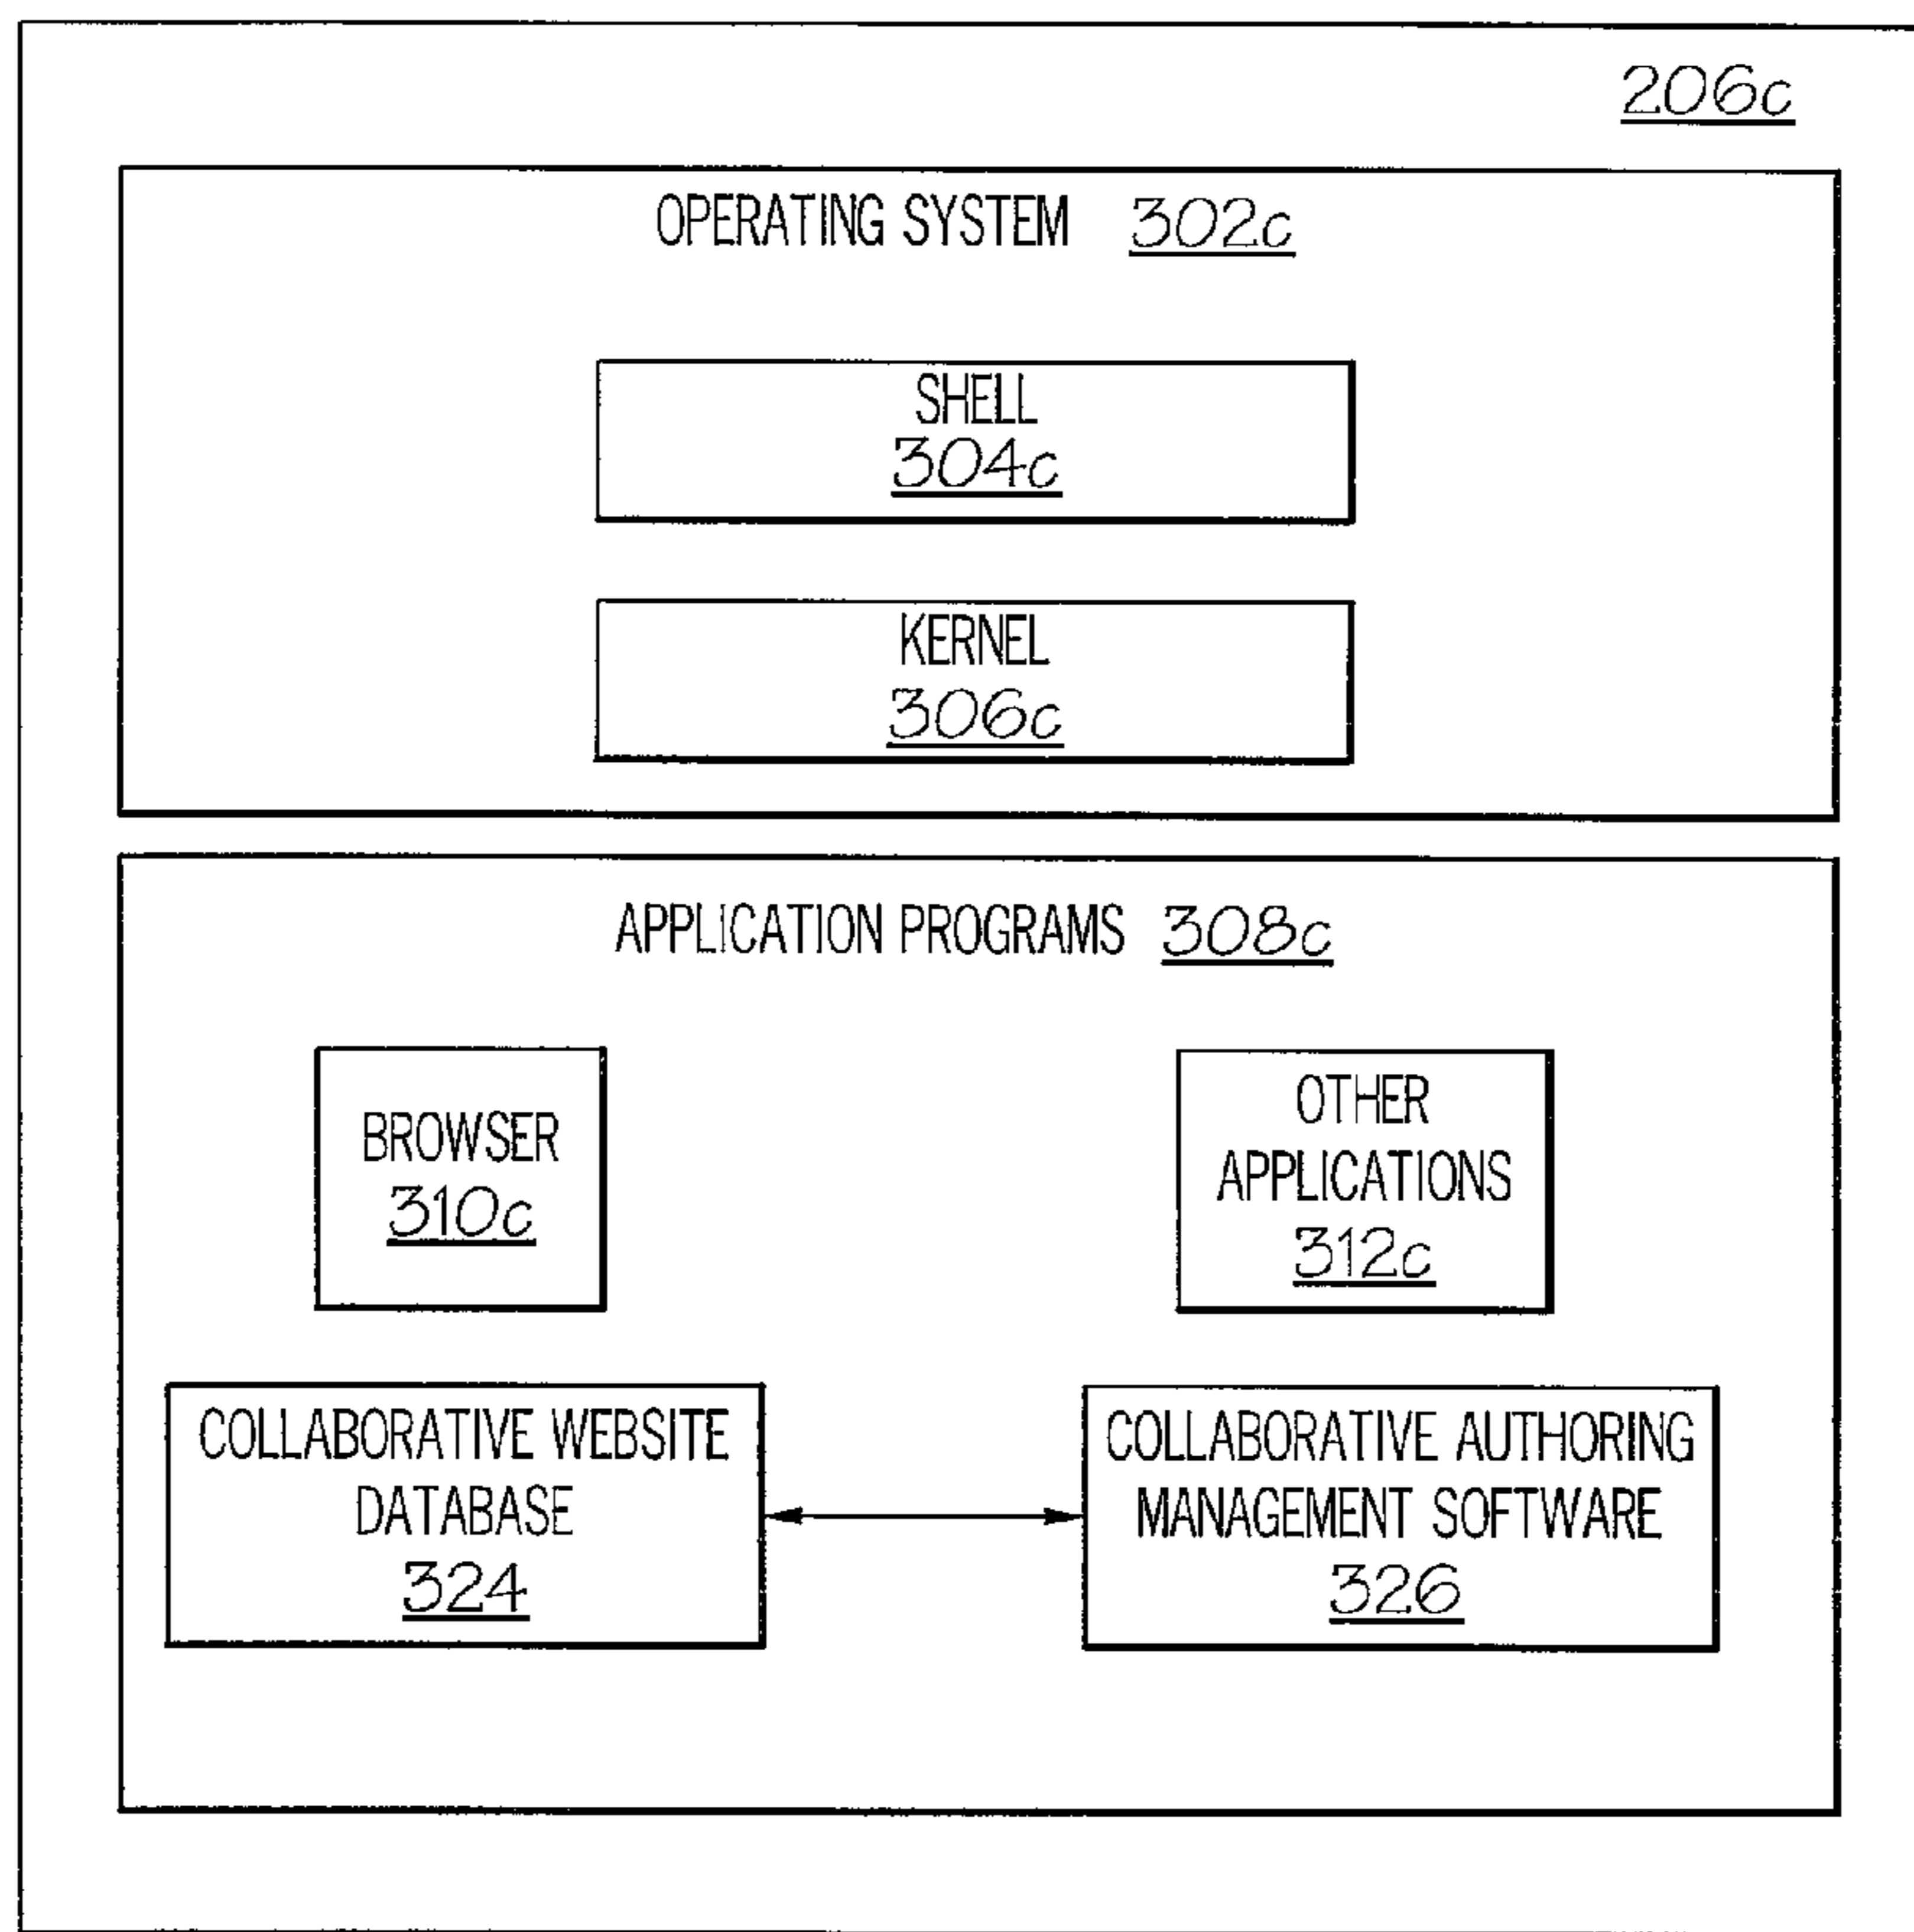 206c
OPERATING SYSTEM 302c
SHELL
304c
KERNEL
306c
APPLICATION PROGRAMS 308c
BROWSER
310c
OTHER
APPLICATIONS
312c
COLLABORATIVE WEBSITE
DATABASE
324
COLLABORATIVE AUTHORING
MANAGEMENT SOFTWARE
326